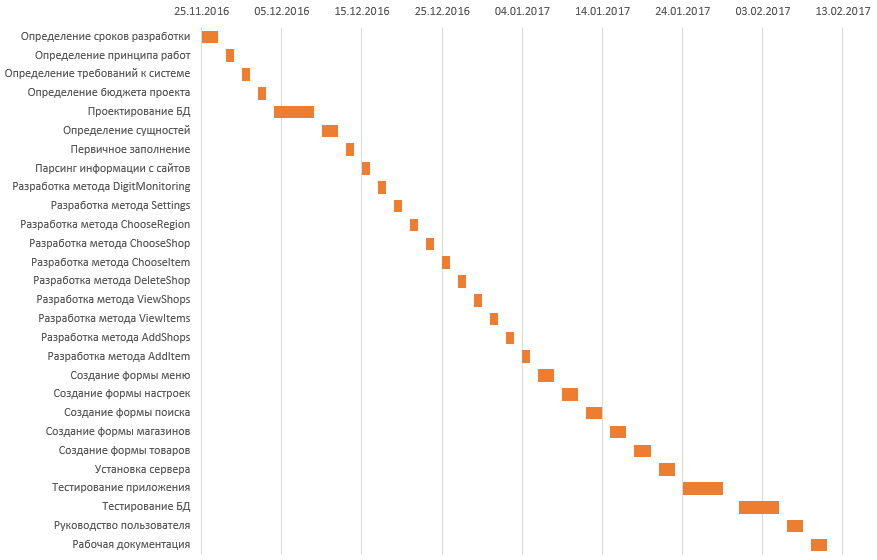 25.11.2016 05.12.2016 15.12.2016 25.12.2016 04.01.2017 14.01.2017 24.01.2017 03.02.2017 13.02.2017
Определение сроков разработки
Определение принципа работ
Определение требований к системе
Определение бюджета проекта
Проектирование БД
Определение сущностей
Первичное заполнение
Парсинг информации с сайтов
Разработка метода DigitMonitoring
Разработка метода Settings
Разработка метода ChooseRegion
Разработка метода ChooseShop
Разработка метода ChooseItem
Разработка метода DeleteShop
Разработка метода ViewShops
Разработка метода ViewItems
Разработка метода AddShops
Разработка метода AddItem
Создание формы меню
Создание формы настроек
Создание формы поиска
Создание формы магазинов
Создание формы товаров
Установка сервера
Тестирование приложения
Тестирование БД
Руководство пользователя
Рабочая документация